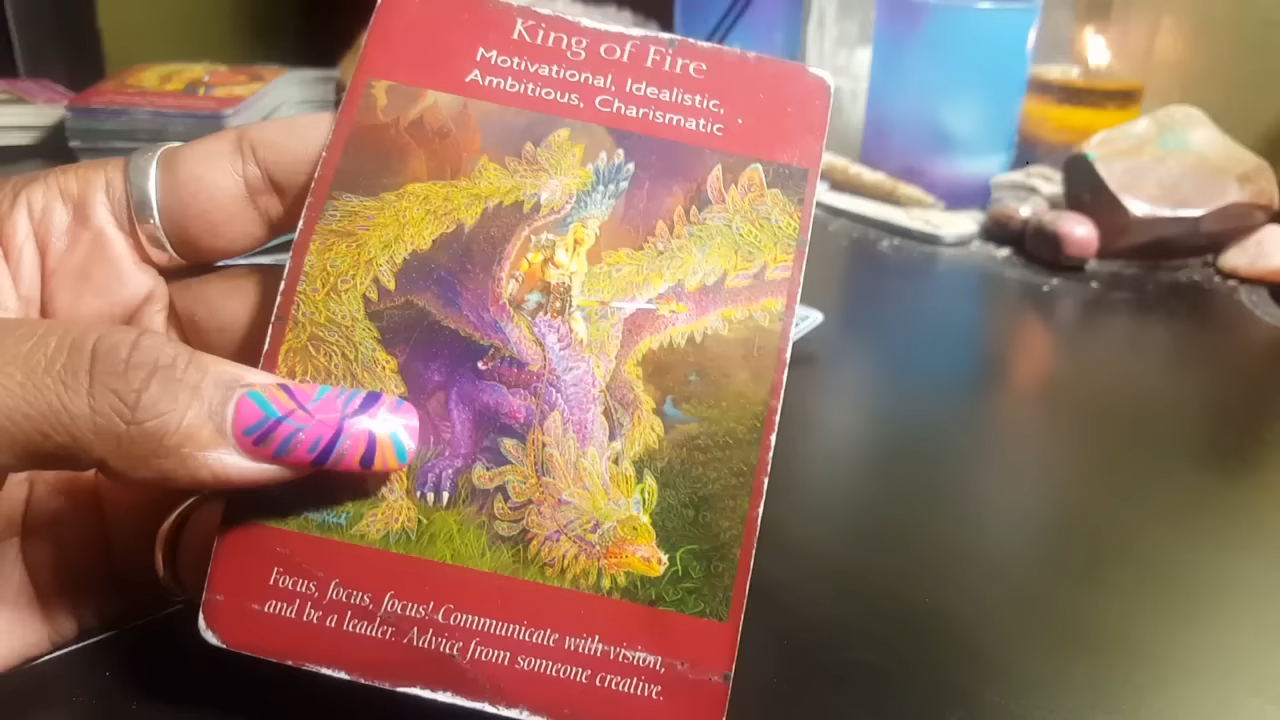 King of Fire
Motivational, Idealistic,
Ambitious, Charismatic
Focus, focus, focus! Communicate with vision,
and be a leader. Advice from someone creative.